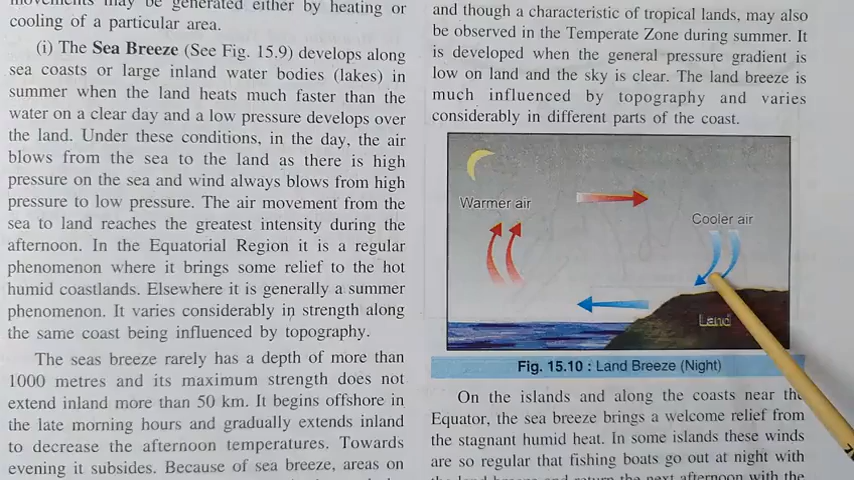 movements may be generated either by heating or
cooling of a particular area.
(i) The Sea Breeze (See Fig. 15.9) develops along
sea coasts or large inland water bodies (lakes) in
summer when the land heats much faster than the
water on a clear day and a low pressure develops over
the land. Under these conditions, in the day, the air
blows from the sea to the land as there is high
pressure on the sea and wind always blows from high
pressure to low pressure. The air movement from the
sea to land reaches the greatest intensity during the
afternoon. In the Equatorial Region it is a regular
phenomenon where it brings some relief to the hot
humid coastlands. Elsewhere it is generally a summer
phenomenon. It varies considerably in strength along
the same coast being influenced by topography.
The seas breeze rarely has a depth of more than
1000 metres and its maximum strength does not
extend inland more than 50 km. It begins offshore in
the late morning hours and gradually extends inland
to decrease the afternoon temperatures. Towards
evening it subsides. Because of sea breeze, areas on
and though a characteristic of tropical lands, may also
be observed in the Temperate Zone during summer. It
is developed when the general pressure gradient is
low on land and the sky is clear. The land breeze is
much influenced by topography and varies
considerably in different parts of the coast.
Warmer air
Cooler air
Land
Fig. 15.10 : Land Breeze (Night)
On the islands and along the coasts near the
Equator, the sea breeze brings a welcome relief from
the stagnant humid heat. In some islands these winds
are so regular that fishing boats go out at night with
the land breeze and return the next afternoon with the